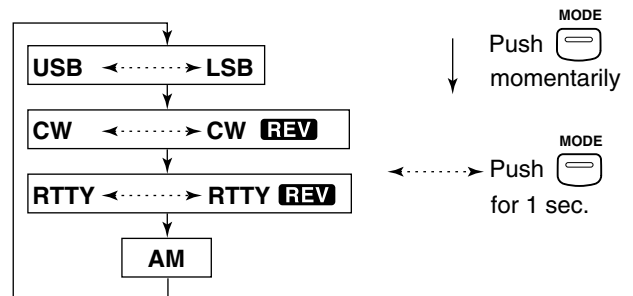 USB LSB
CW CW REV
RTTY RTTY REV
AM
MODE
Push
momentarily
MODE
Push
for 1 sec.